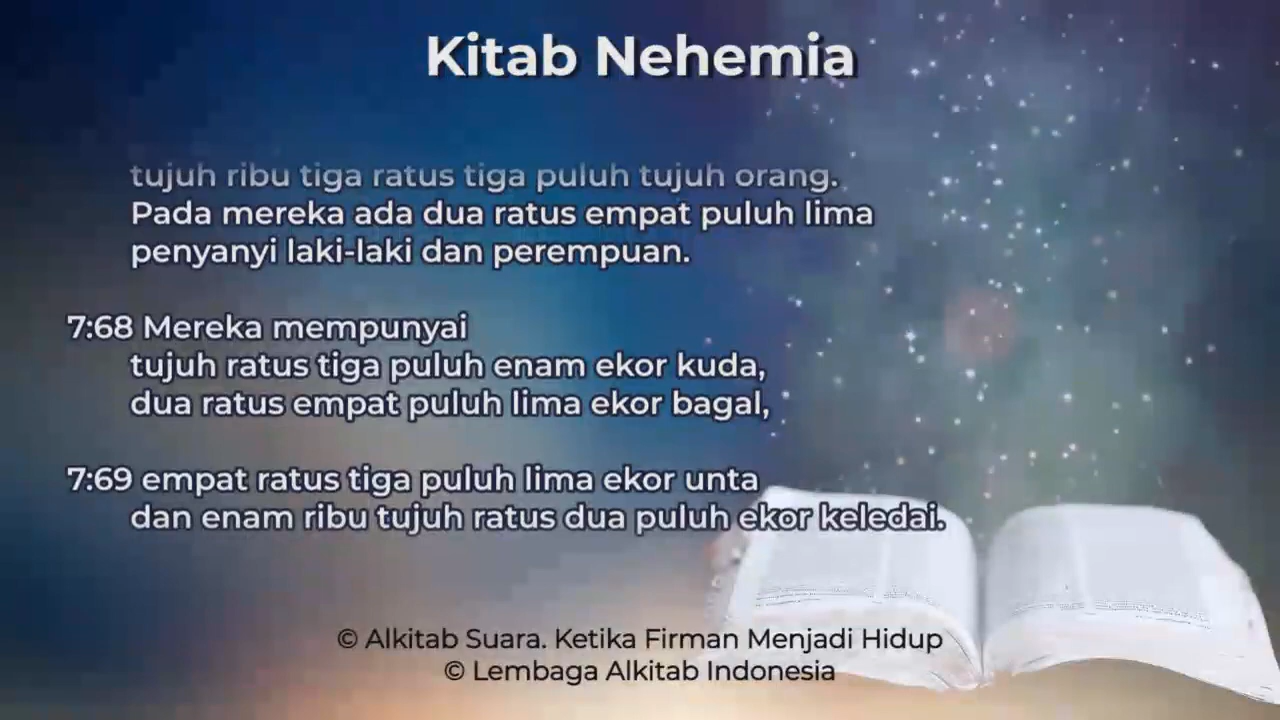 Kitab Nehemia
tujuh ribu tiga ratus tiga puluh tujuh orang.
Pada mereka ada dua ratus empat puluh lima
penyanyi laki-laki dan perempuan.
7:68 Mereka mempunyai
tujuh ratus tiga puluh enam ekor kuda,
dua ratus empat puluh lima ekor bagal,
7:69 empat ratus tiga puluh lima ekor unta
dan enam ribu tujuh ratus dua puluh ekor keledai.
© Alkitab Suara. Ketika Firman Menjadi Hidup
© Lembaga Alkitab Indonesia